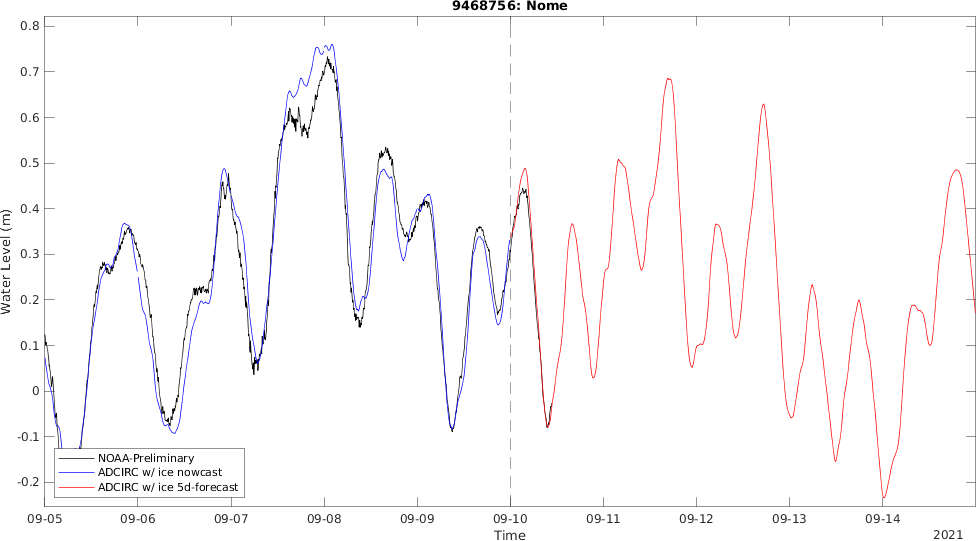 9468756: Nome
0.8
0.7
0.6
0.5
0.4
0.3
0.2
0.1
0
-0.1
-0.2
Water Level (m)
NOAA-Preliminary
ADCIRC w/ ice nowcast
ADCIRC w/ ice 5d-forecast
09-05 09-06 09-07 09-08 09-09 09-10 09-11 09-12 09-13 09-14
Time
2021